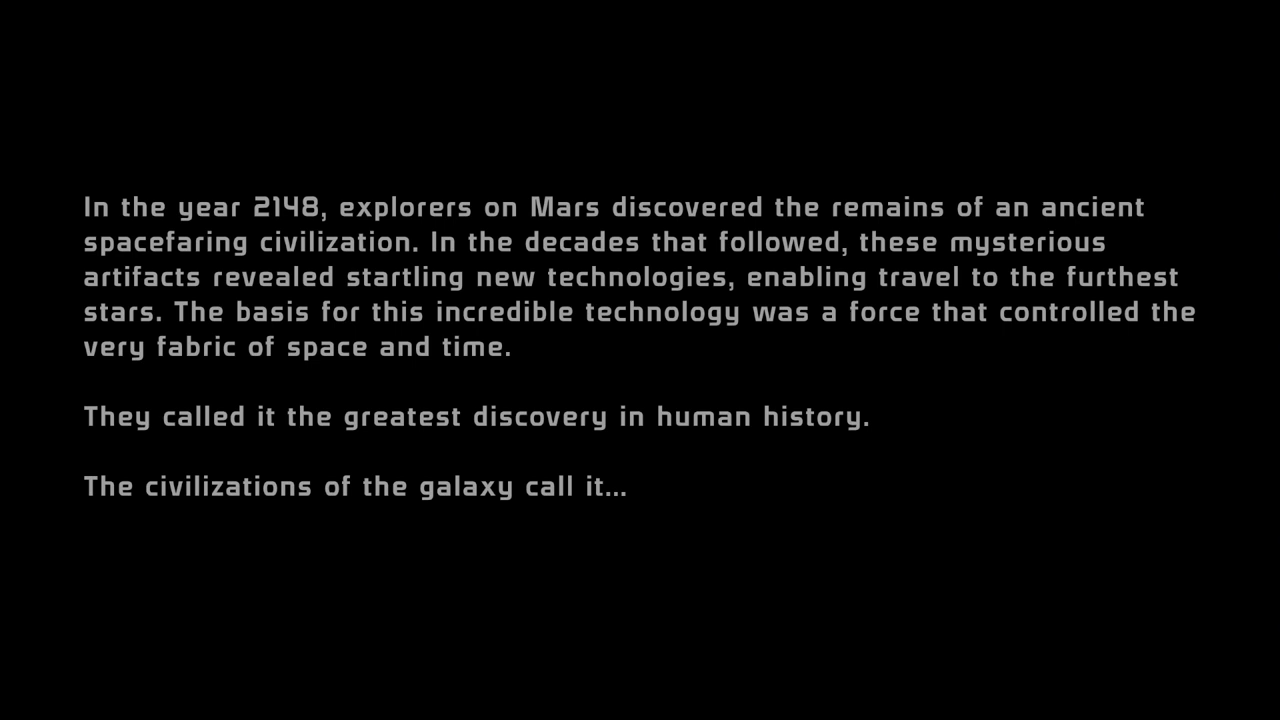 In the year 2148, explorers on Mars discovered the remains of an ancient
spacefaring civilization. In the decades that followed, these mysterious
artifacts revealed startling new technologies, enabling travel to the furthest
stars. The basis for this incredible technology was a force that controlled the
very fabric of space and time.
They called it the greatest discovery in human history.
The civilizations of the galaxy call it...